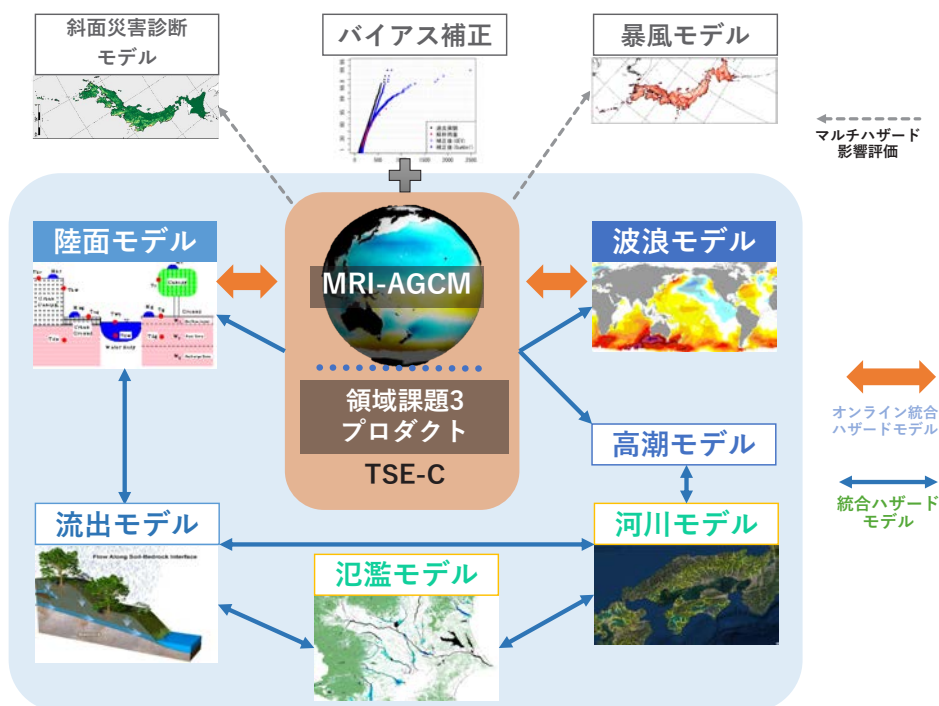 斜面災害診断
モデル
バイアス補正
暴風モデル
マルチハザード
影響評価
陸面モデル
MRI-AGCM
波浪モデル
領域課題3
プロダクト
TSE-C
オンライン統合
ハザードモデル
高潮モデル
統合ハザード
モデル
流出モデル
Flow Along Soil-Bedrock Interface
氾濫モデル
河川モデル